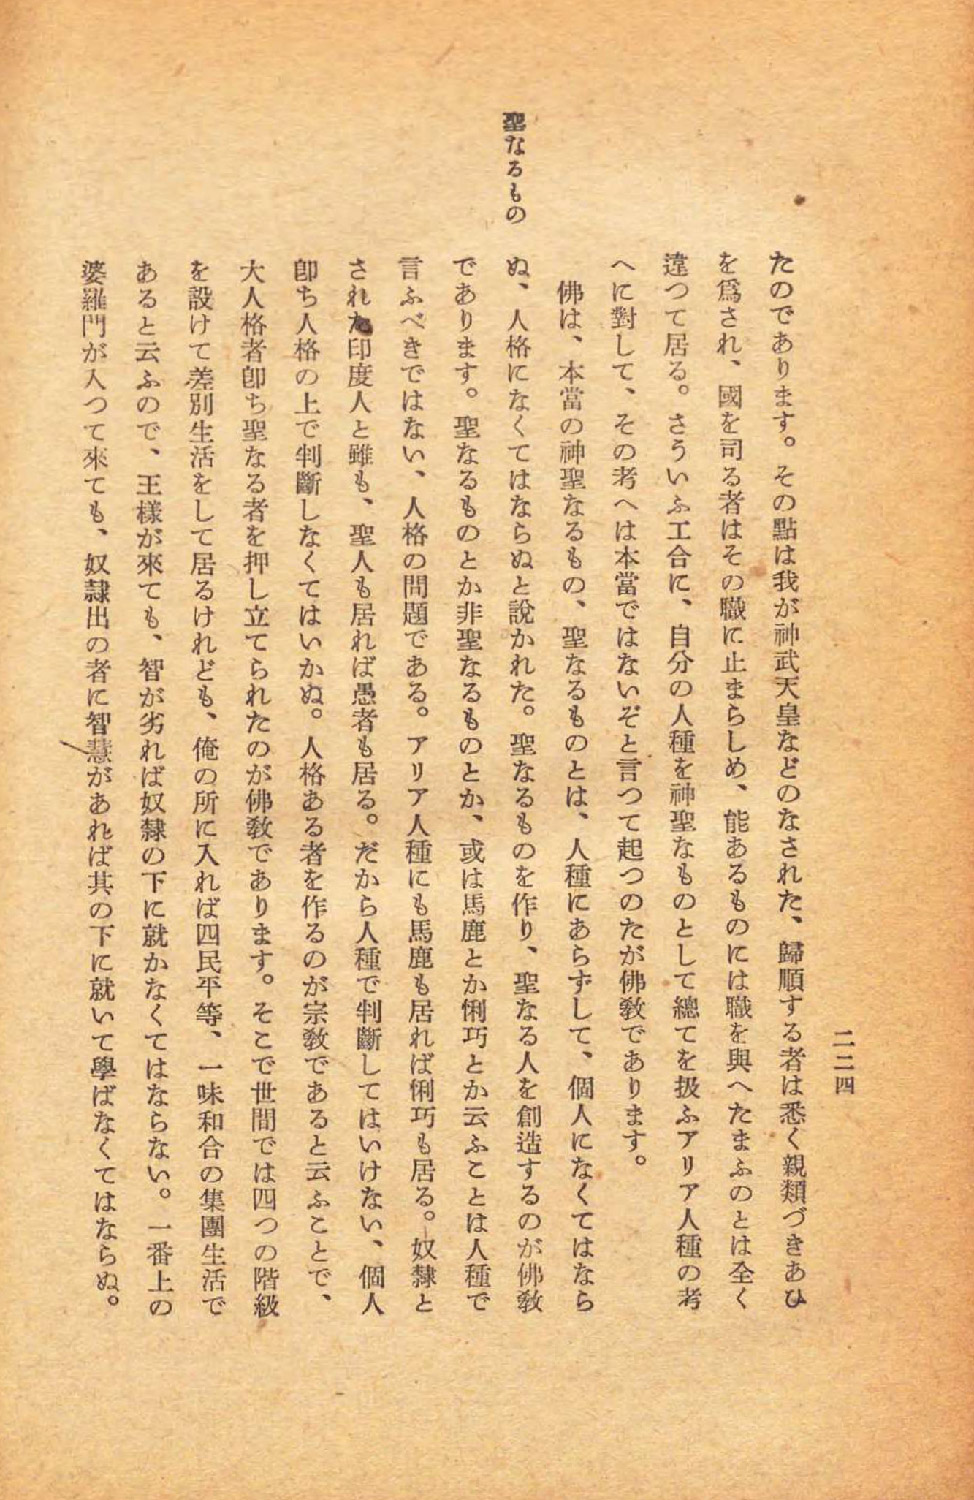 二二四
たのであります。その點は我が神武天皇などのなされた、歸順する者は悉く親類づきあひ
を爲され、國を司る者はその職に止まらしめ、能あるものには職を與へたまふのとは全く
違つて居る。さういふ工合に、自分の人種を神聖なものとして總てを扱ふアリア人種の考
へに對して、その考へは本當ではないぞと言つて起つのたが佛敎であります。
聖なるもの
佛は、本當の神聖なるもの、聖なるものとは、人種にあらずして、個人になくてはなら
ぬ、人格になくてはならぬと說かれた。聖なるものを作り、聖なる人を創造するのが佛敎
であります。聖なるものとか非聖なるものとか、或は馬鹿とか悧巧とか云ふことは人種で
言ふべきではない、人格の問題である。アリア人種にも馬鹿も居れば悧巧も居る。奴隸と
された印度人と雖も、聖人も居れば愚者も居る。だから人種で判斷してはいけない、個人
卽ち人格の上で判斷しなくてはいかぬ。人格ある者を作るのが宗敎であると云ふことで、
大人格者卽ち聖なる者を押し立てられたのが佛敎であります。そこで世間では四つの階級
を設けて差別生活をして居るけれども、俺の所に入れば四民平等、一味和合の集團生活で
あると云ふので、王樣が來ても、智が劣れば奴隸の下に就かなくてはならない。一番上の
婆羅門が入つて來ても、奴隸出の者に智慧があれば其の下に就いて學ばなくてはならぬ。